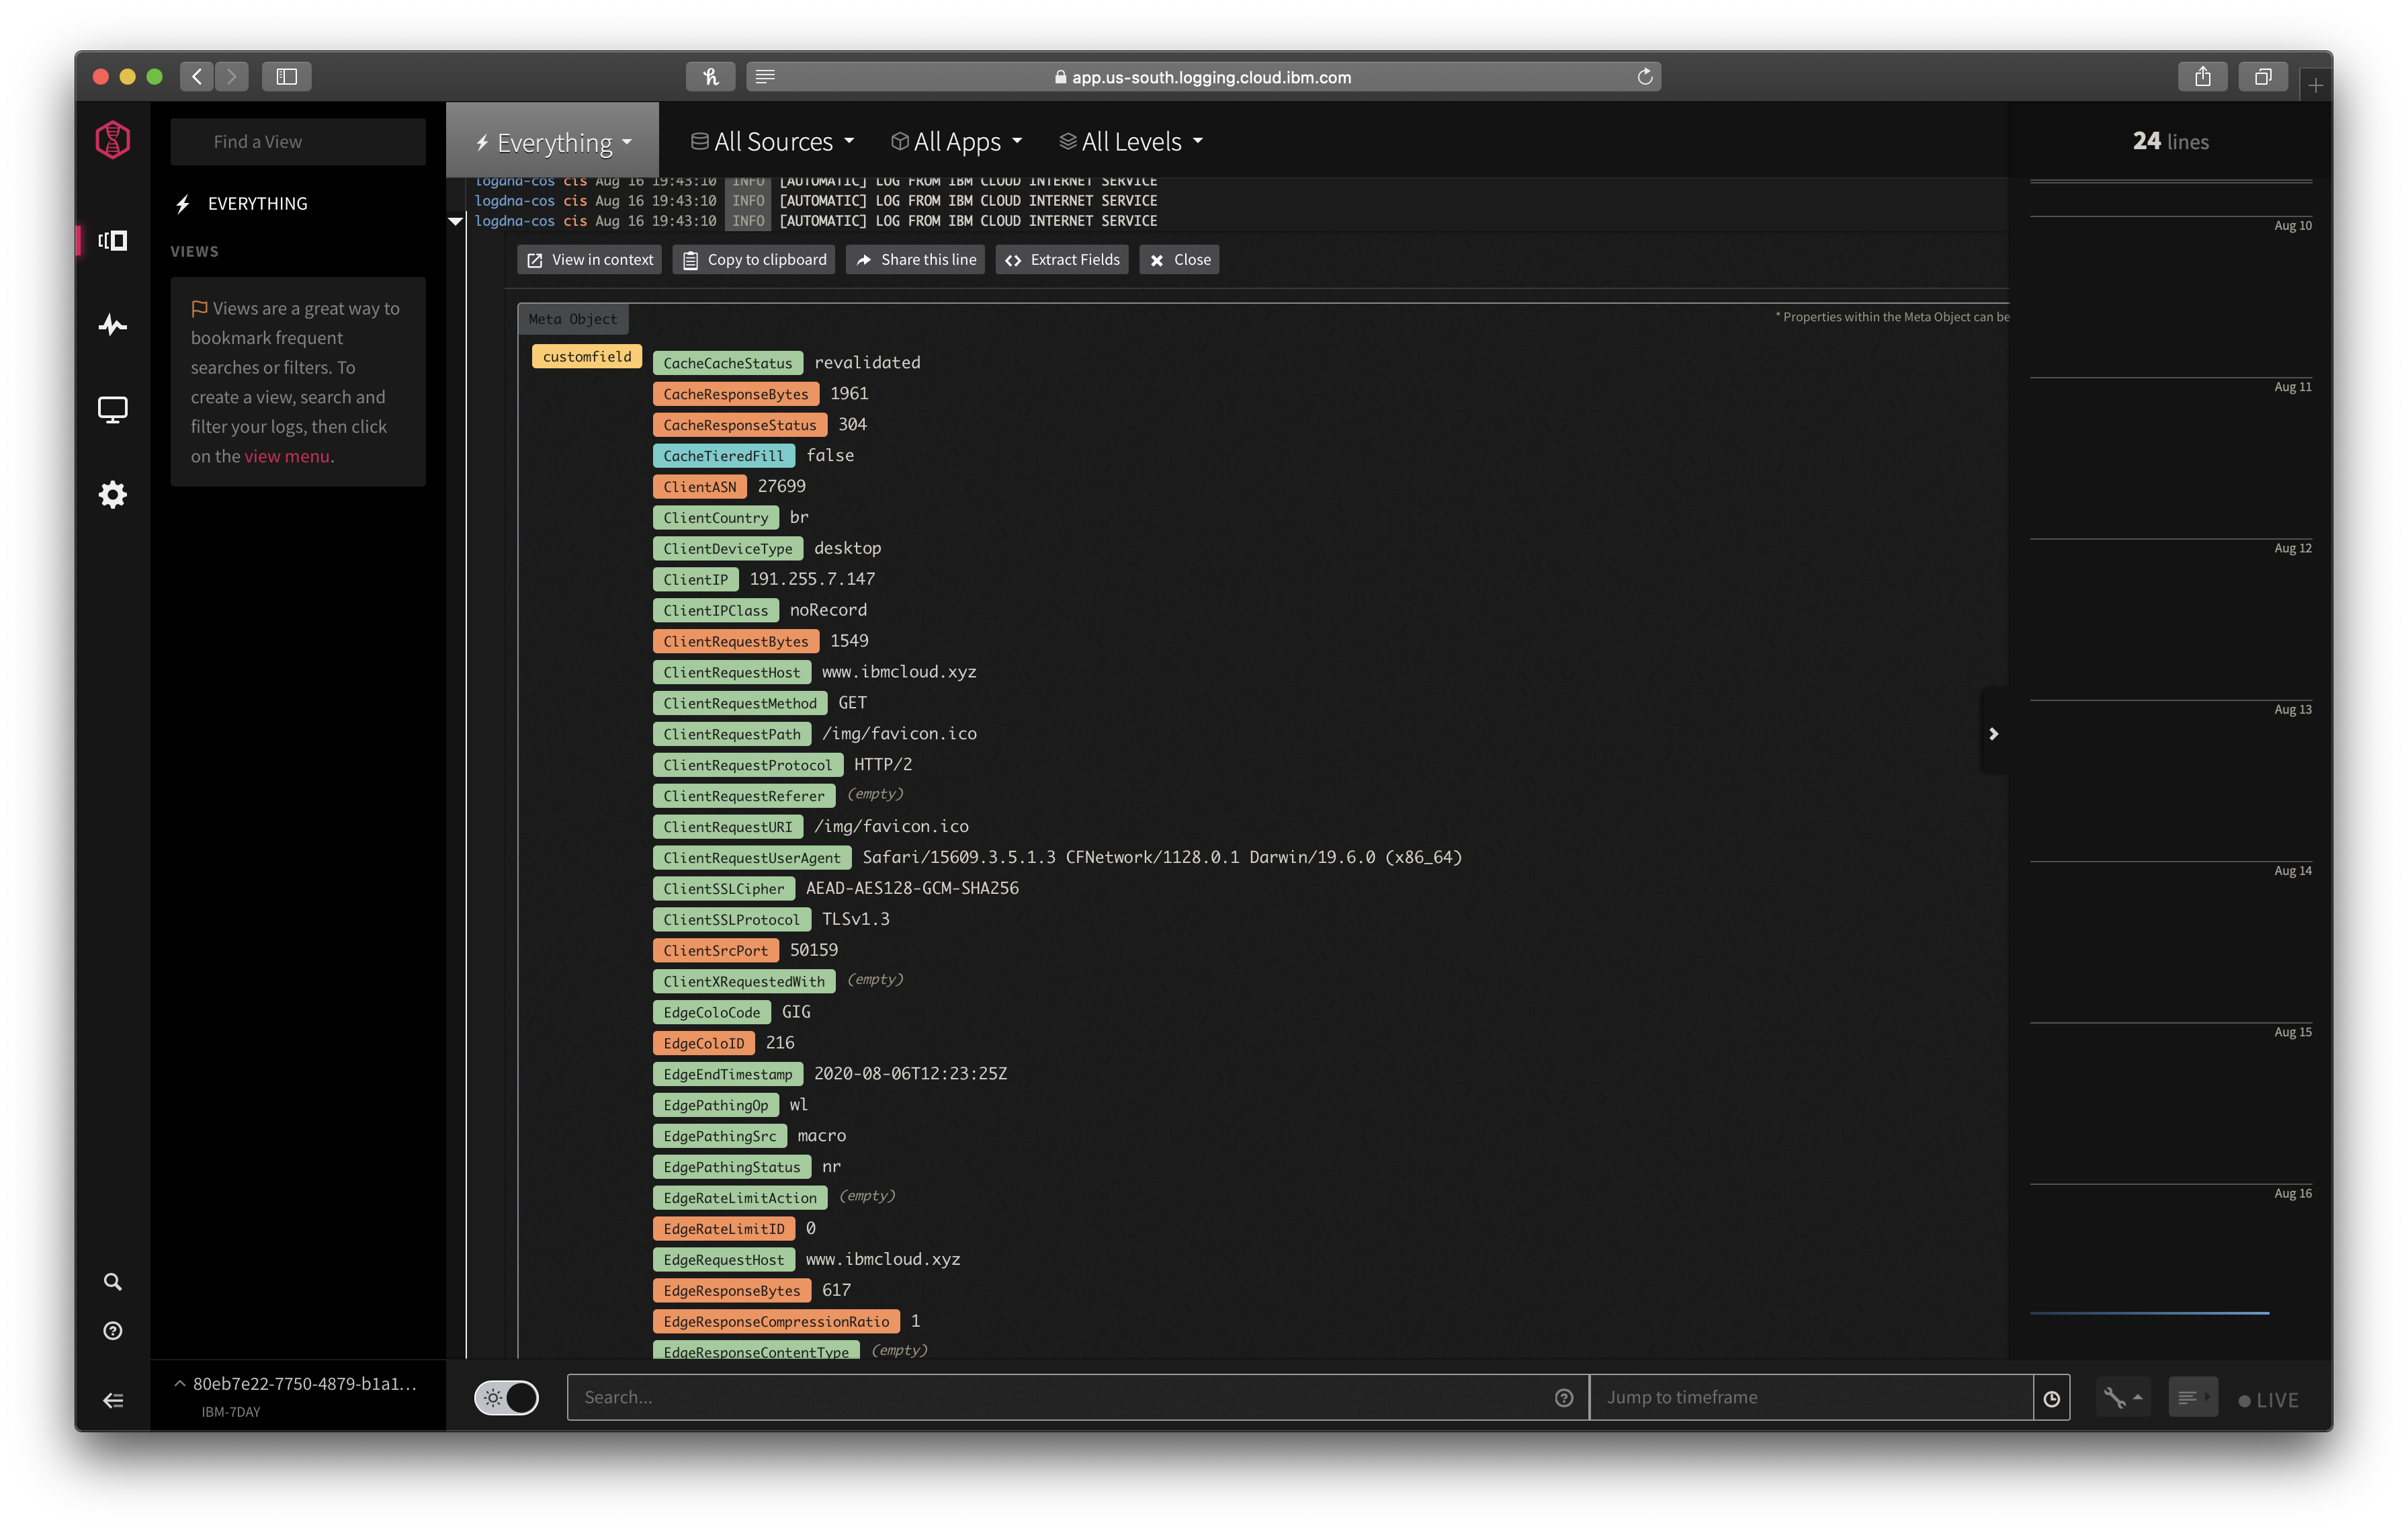 app.us-south.logging.cloud.ibm.com
Find a View
EVERYTHING
VIEWS
Views are a great way to
bookmark frequent
searches or filters. To
create a view, search and
filter your logs, then click
on the view menu.
80eb7e22-7750-4879-b1a1...
IBM-7DAY
Everything
All Sources
All Apps
All Levels
24 lines
logdna-cos cis Aug 16 19:43:10 INFO [AUTOMATIC] LOG FROM IBM CLOUD INTERNET SERVICE
logdna-cos cis Aug 16 19:43:10 INFO [AUTOMATIC] LOG FROM IBM CLOUD INTERNET SERVICE
logdna-cos cis Aug 16 19:43:10 INFO [AUTOMATIC] LOG FROM IBM CLOUD INTERNET SERVICE
View in context
Copy to clipboard
Share this line
Extract Fields
Close
Meta Object
* Properties within the Meta Object can be
customfield
CacheCacheStatus revalidated
CacheResponseBytes 1961
CacheResponseStatus 304
CacheTieredFill false
ClientASN 27699
ClientCountry br
ClientDeviceType desktop
ClientIP 191.255.7.147
ClientIPClass noRecord
ClientRequestBytes 1549
ClientRequestHost www.ibmcloud.xyz
ClientRequestMethod GET
ClientRequestPath /img/favicon.ico
ClientRequestProtocol HTTP/2
ClientRequestReferer (empty)
ClientRequestURI /img/favicon.ico
ClientRequestUserAgent Safari/15609.3.5.1.3 CFNetwork/1128.0.1 Darwin/19.6.0 (x86_64)
ClientSSLCipher AEAD-AES128-GCM-SHA256
ClientSSLProtocol TLSv1.3
ClientSrcPort 50159
ClientXRequestedWith (empty)
EdgeColoCode GIG
EdgeColoID 216
EdgeEndTimestamp 2020-08-06T12:23:25Z
EdgePathingOp wl
EdgePathingSrc macro
EdgePathingStatus nr
EdgeRateLimitAction (empty)
EdgeRateLimitID 0
EdgeRequestHost www.ibmcloud.xyz
EdgeResponseBytes 617
EdgeResponseCompressionRatio 1
EdgeResponseContentType (empty)
Aug 10
Aug 11
Aug 12
Aug 13
Aug 14
Aug 15
Aug 16
Search...
Jump to timeframe
LIVE